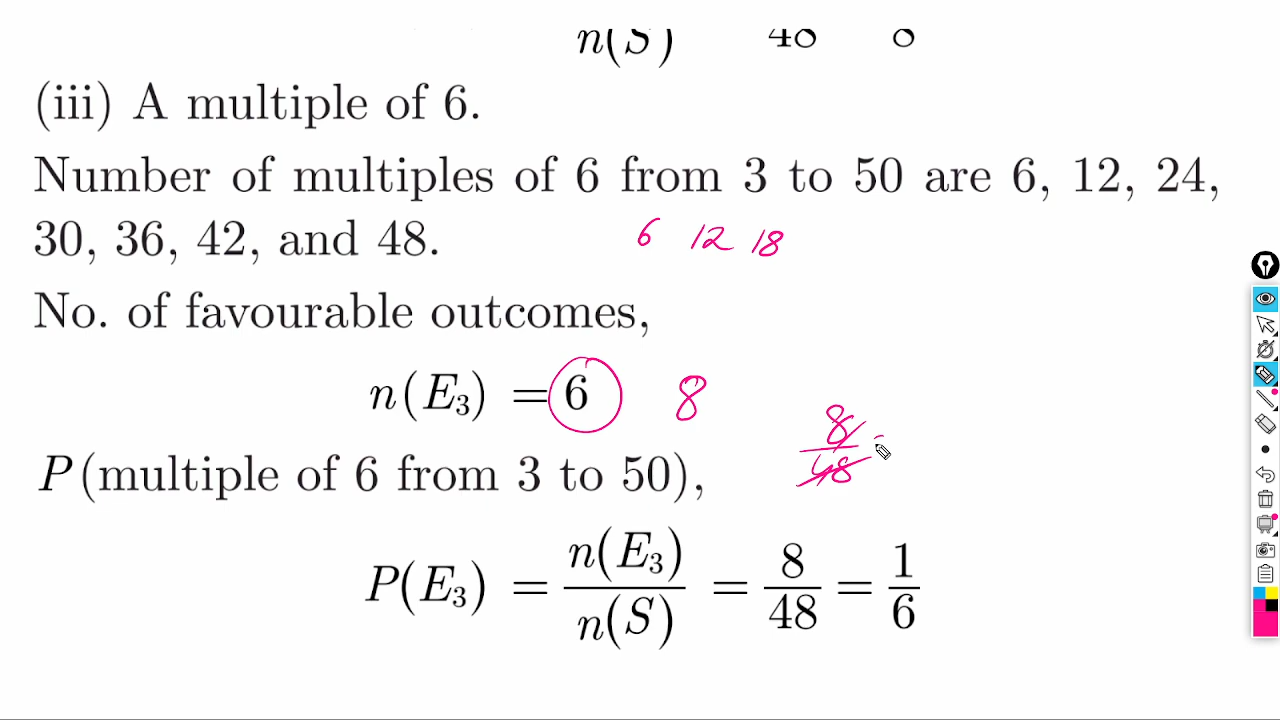 n(S) 48 8
(iii) A multiple of 6.
Number of multiples of 6 from 3 to 50 are 6, 12, 24,
30, 36, 42, and 48.
6 12 18
No. of favourable outcomes,
n(E₃) = 6 8
8/48 =
P(multiple of 6 from 3 to 50),
P(E₃) = n(E₃)/n(S) = 8/48 = 1/6